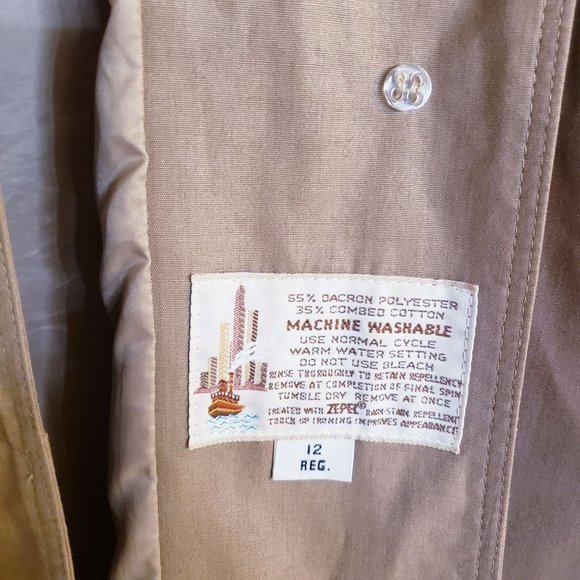 65% DACRON POLYESTER
35% COMBED COTTON
MACHINE WASHABLE
USE NORMAL CYCLE
WARM WATER SETTING
DO NOT USE BLEACH
RINSE THOROUGHLY TO RETAIN REPELLENCY
REMOVE AT COMPLETION OF FINAL SPIN
TUMBLE DRY REMOVE AT ONCE
TREATED WITH ZEPEL® RAIN·STAIN REPELLENT
TOUCH UP IRONING IMPROVES APPEARANCE
12
REG.